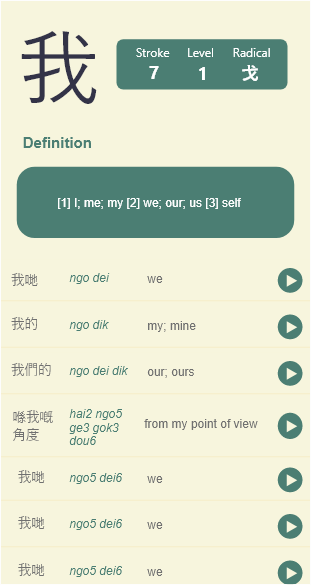 我
Stroke Level Radical
7 1 戈
Definition
[1] I; me; my [2] we; our; us [3] self
我哋 ngo dei we
我的 ngo dik my; mine
我們的 ngo dei dik our; ours
喺我嘅 hai2 ngo5
角度 ge3 gok3 from my point of view
dou6
我哋 ngo5 dei6 we
我哋 ngo5 dei6 we
我哋 ngo5 dei6 we